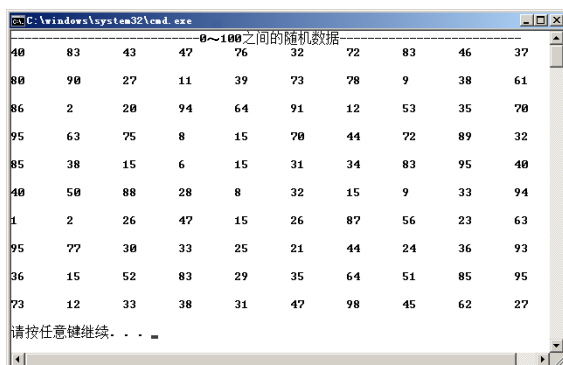 C:\windows\system32\cmd.exe
--------------------------0～100之间的随机数据-------------------------
40 83 43 47 76 32 72 83 46 37
80 90 27 11 39 73 78 9 38 61
86 2 20 94 64 91 12 53 35 70
95 63 75 8 15 70 44 72 89 32
85 38 15 6 15 31 34 83 95 40
40 50 88 28 8 32 15 9 33 94
1 2 26 47 15 26 87 56 23 63
95 77 30 33 25 21 44 24 36 93
36 15 52 83 29 35 64 51 85 95
73 12 33 38 31 47 98 45 62 27
请按任意键继续. . .